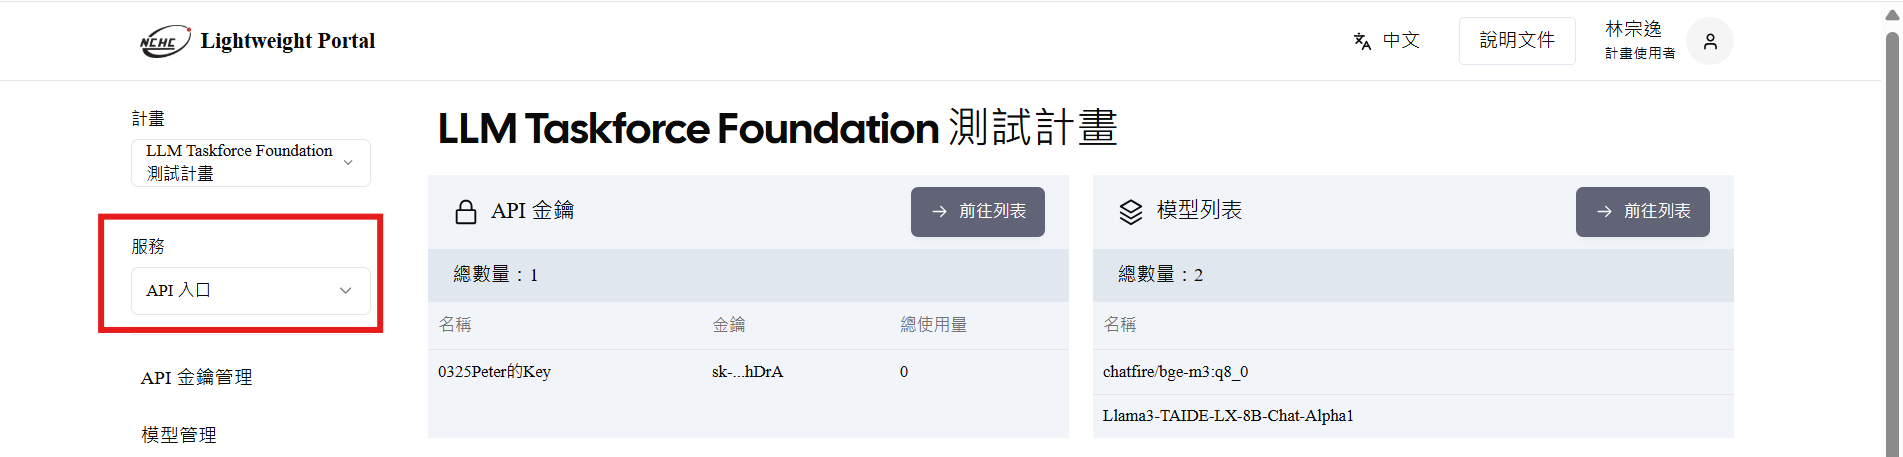 NCHC Lightweight Portal
中文
說明文件
林宗逸
計畫使用者
計畫
LLM Taskforce Foundation
測試計畫
服務
API 入口
API 金鑰管理
模型管理
LLM Taskforce Foundation 測試計畫
API 金鑰
前往列表
總數量：1
名稱 金鑰 總使用量
0325Peter的Key sk-...hDrA 0
模型列表
前往列表
總數量：2
名稱
chatfire/bge-m3:q8_0
Llama3-TAIDE-LX-8B-Chat-Alpha1